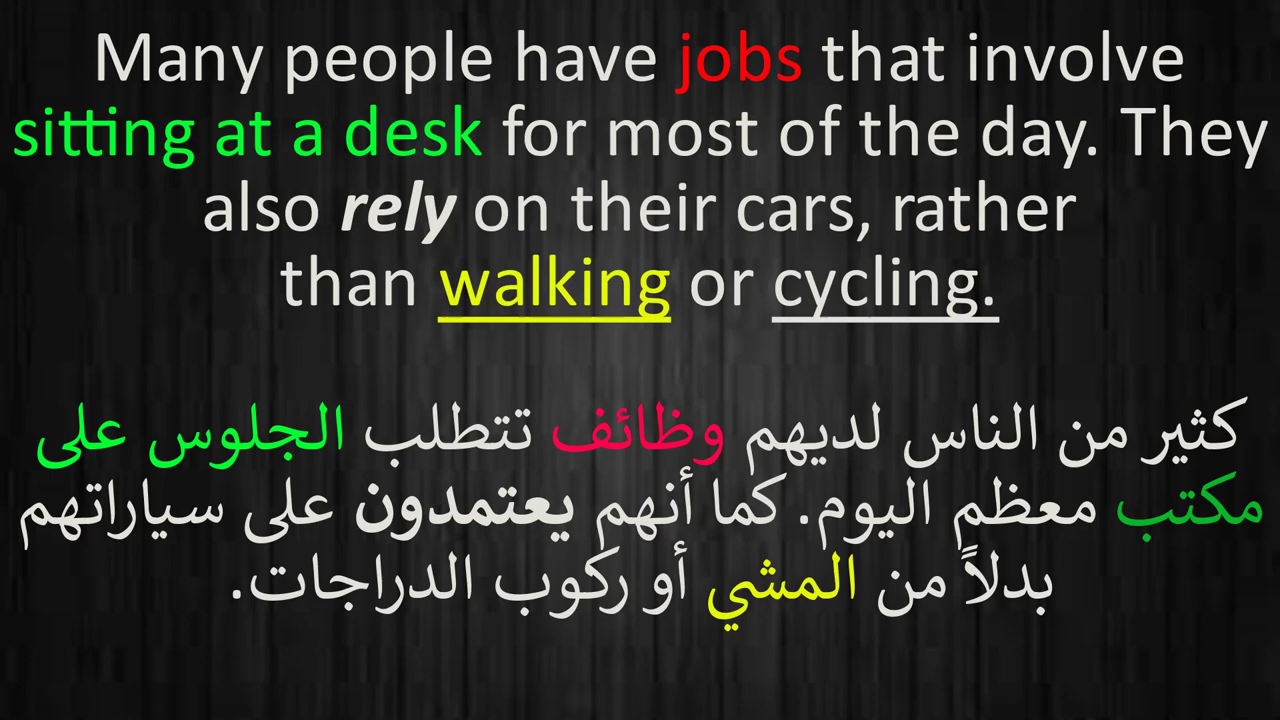 Many people have jobs that involve
sitting at a desk for most of the day. They
also rely on their cars, rather
than walking or cycling.
كثير من الناس لديهم وظائف تتطلب الجلوس على
مكتب معظم اليوم. كما أنهم يعتمدون على سياراتهم
بدلاً من المشي أو ركوب الدراجات.